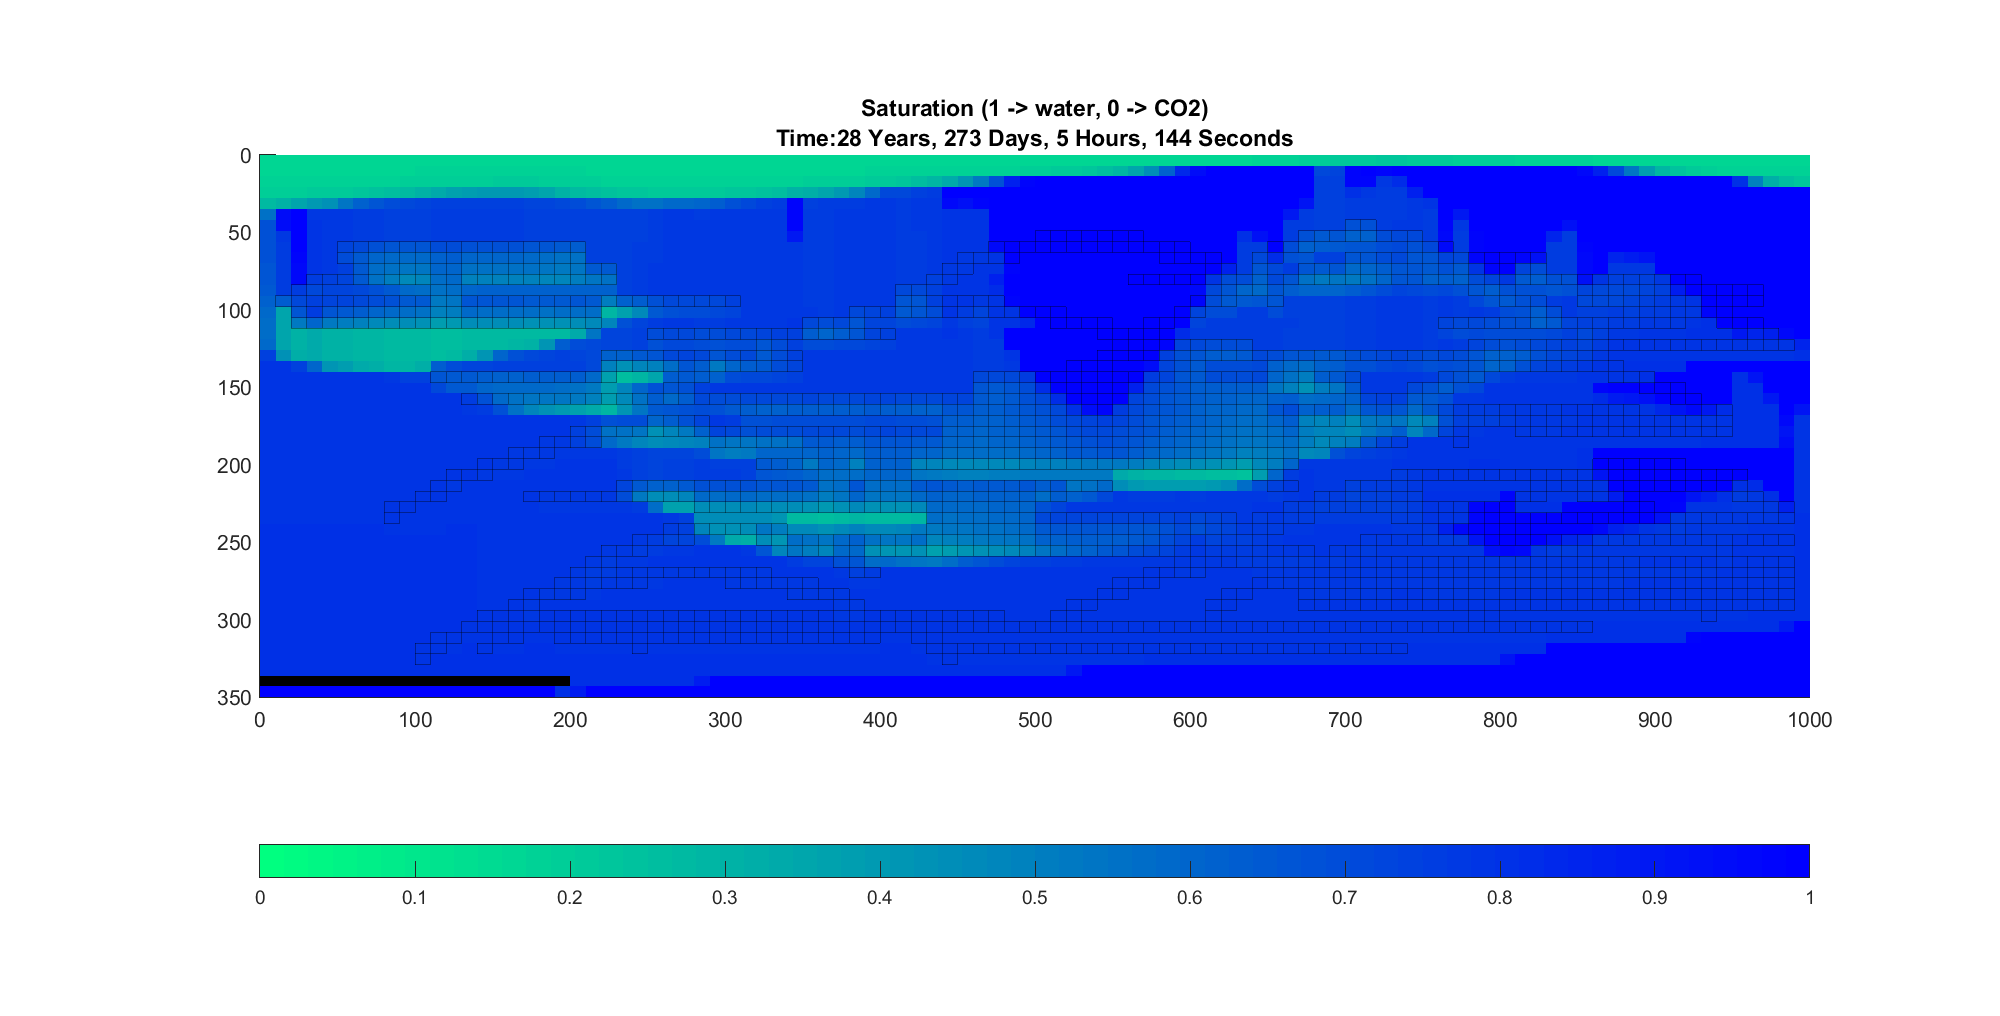 Saturation (1 -> water, 0 -> CO2)
Time:28 Years, 273 Days, 5 Hours, 144 Seconds
0
50
100
150
200
250
300
350
0 100 200 300 400 500 600 700 800 900 1000
0 0.1 0.2 0.3 0.4 0.5 0.6 0.7 0.8 0.9 1